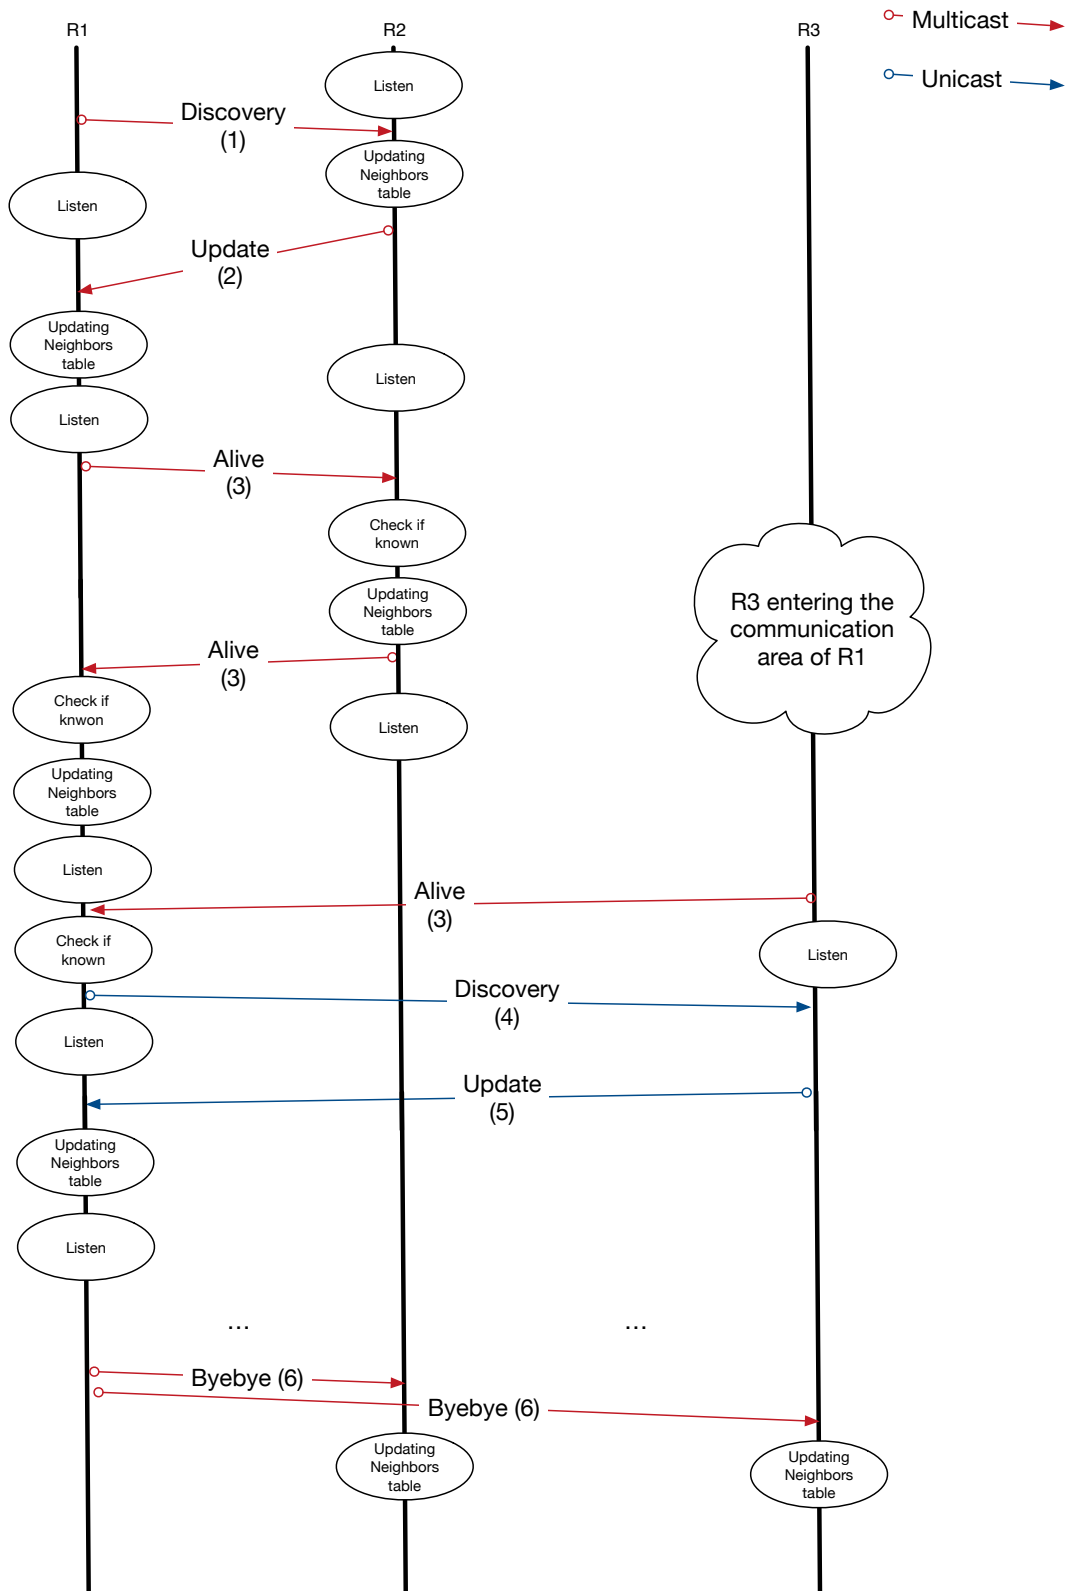 R1
R2
R3
Multicast
Unicast
Listen
Discovery
(1)
Updating
Neighbors
table
Listen
Update
(2)
Updating
Neighbors
table
Listen
Listen
Alive
(3)
Check if
known
Updating
Neighbors
table
R3 entering the
communication
area of R1
Alive
(3)
Check if
knwon
Listen
Updating
Neighbors
table
Listen
Alive
(3)
Check if
known
Listen
Discovery
(4)
Listen
Update
(5)
Updating
Neighbors
table
Listen
...
...
Byebye (6)
Byebye (6)
Updating
Neighbors
table
Updating
Neighbors
table